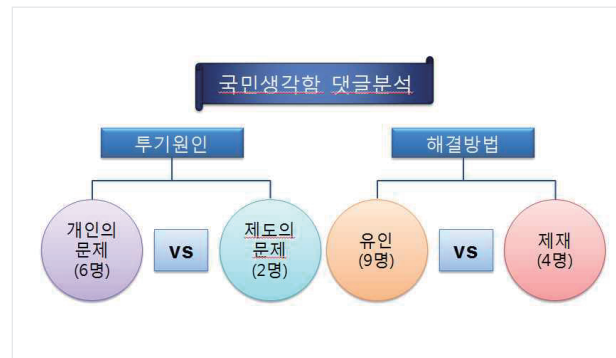 국민생각함 댓글분석
투기원인
해결방법
개인의
문제
(6명)
vs
제도의
문제
(2명)
유인
(9명)
vs
제재
(4명)